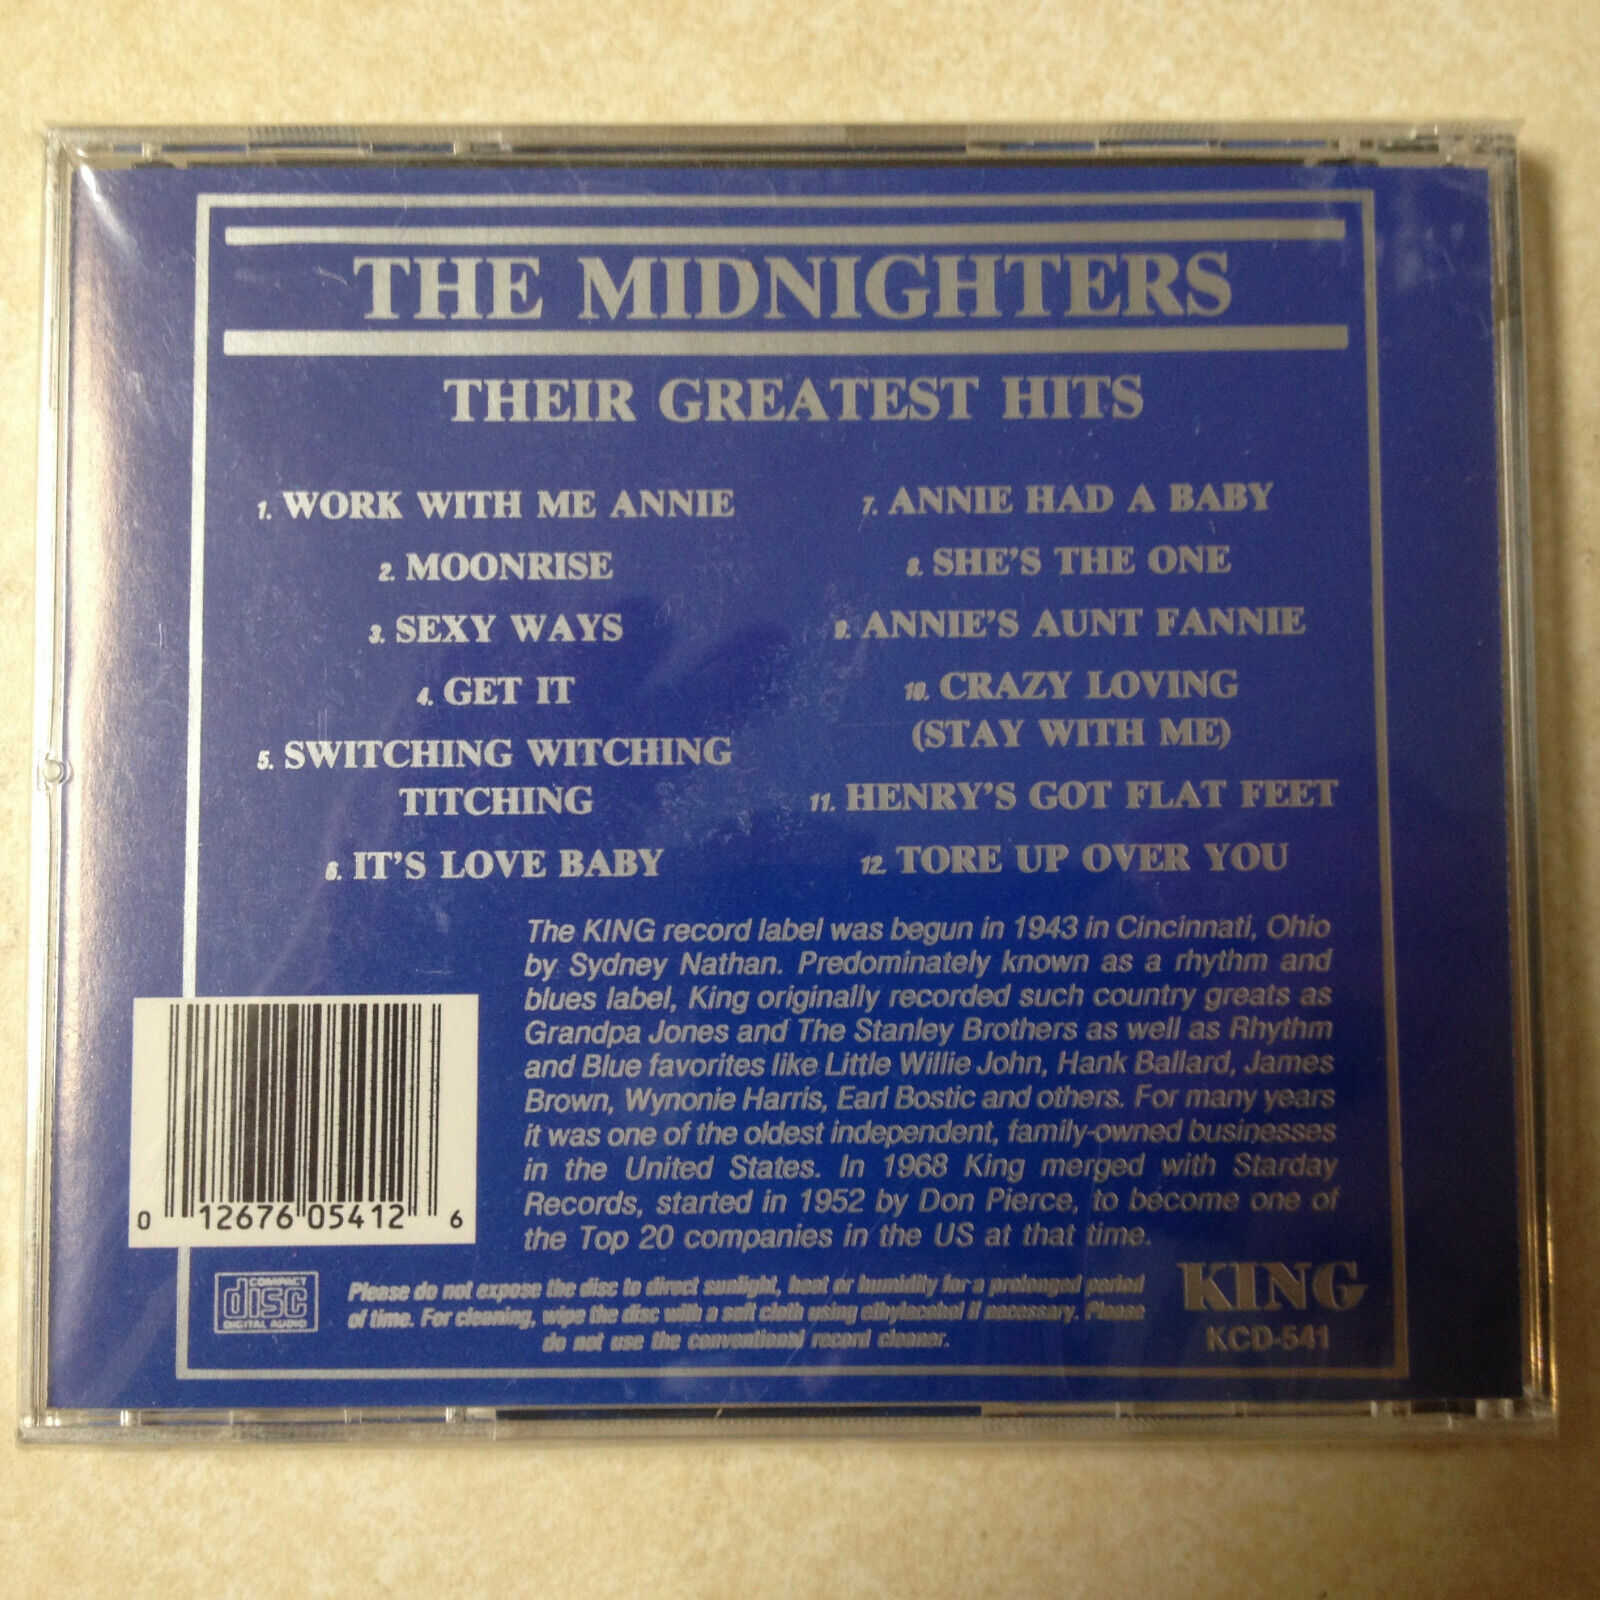 THE MIDNIGHTERS
THEIR GREATEST HITS
1. WORK WITH ME ANNIE
2. MOONRISE
3. SEXY WAYS
4. GET IT
5. SWITCHING WITCHING
TITCHING
6. IT'S LOVE BABY
7. ANNIE HAD A BABY
8. SHE'S THE ONE
9. ANNIE'S AUNT FANNIE
10. CRAZY LOVING
(STAY WITH ME)
11. HENRY'S GOT FLAT FEET
12. TORE UP OVER YOU
The KING record label was begun in 1943 in Cincinnati, Ohio
by Sydney Nathan. Predominately known as a rhythm and
blues label, King originally recorded such country greats as
Grandpa Jones and The Stanley Brothers as well as Rhythm
and Blue favorites like Little Willie John, Hank Ballard, James
Brown, Wynonie Harris, Earl Bostic and others. For many years
it was one of the oldest independent, family-owned businesses
in the United States. In 1968 King merged with Starday
Records, started in 1952 by Don Pierce, to become one of
the Top 20 companies in the US at that time.
0 12676 05412 6
COMPACT
disc
DIGITAL AUDIO
Please do not expose the disc to direct sunlight, heat or humidity for a prolonged period
of time. For cleaning, wipe the disc with a soft cloth using ethylacohol if necessary. Please
do not use the conventional record cleaner.
KING
KCD-541